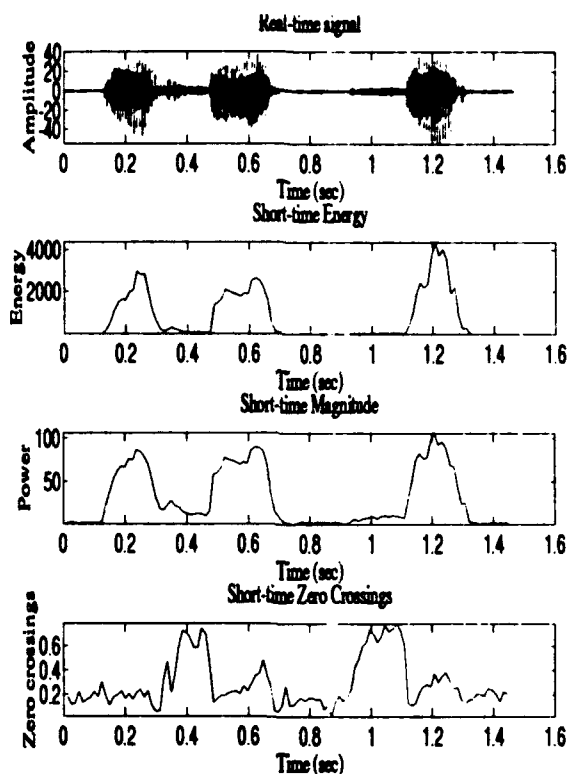 Real-time signal
Amplitude
40
20
0
-20
-40
0 0.2 0.4 0.6 0.8 1 1.2 1.4 1.6
Time (sec)
Short-time Energy
Energy
4000
2000
0 0.2 0.4 0.6 0.8 1 1.2 1.4 1.6
Time (sec)
Short-time Magnitude
Power
100
50
0 0.2 0.4 0.6 0.8 1 1.2 1.4 1.6
Time (sec)
Short-time Zero Crossings
Zero crossings
0.6
0.4
0.2
0 0.2 0.4 0.6 0.8 1 1.2 1.4 1.6
Time (sec)